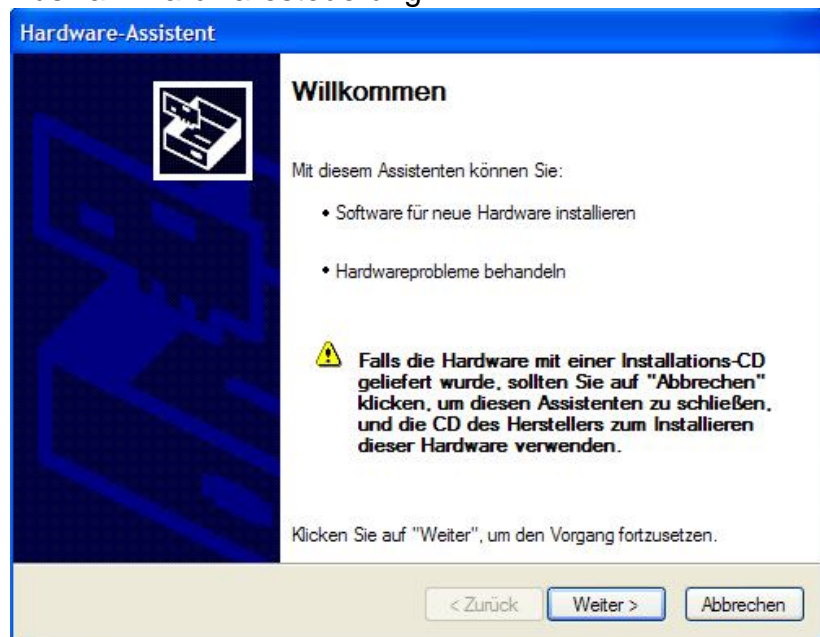 Hardware-Assistent
Willkommen
Mit diesem Assistenten können Sie:
• Software für neue Hardware installieren
• Hardwareprobleme behandeln
Falls die Hardware mit einer Installations-CD
geliefert wurde, sollten Sie auf "Abbrechen"
klicken, um diesen Assistenten zu schließen,
und die CD des Herstellers zum Installieren
dieser Hardware verwenden.
Klicken Sie auf "Weiter", um den Vorgang fortzusetzen.
< Zurück Weiter > Abbrechen